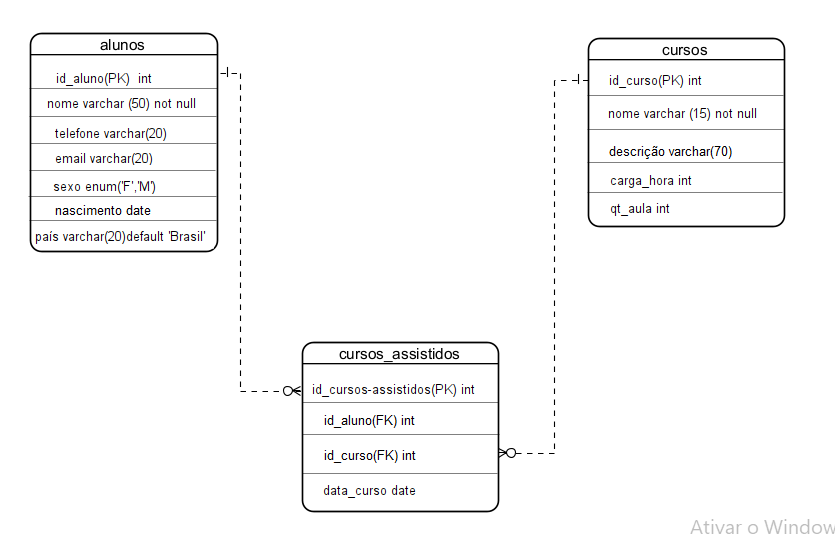 alunos
id_aluno(PK) int
nome varchar (50) not null
telefone varchar(20)
email varchar(20)
sexo enum('F','M')
nascimento date
país varchar(20)default 'Brasil'
cursos
id_curso(PK) int
nome varchar (15) not null
descrição varchar(70)
carga_hora int
qt_aula int
cursos_assistidos
id_cursos-assistidos(PK) int
id_aluno(FK) int
id_curso(FK) int
data_curso date
Ativar o Window